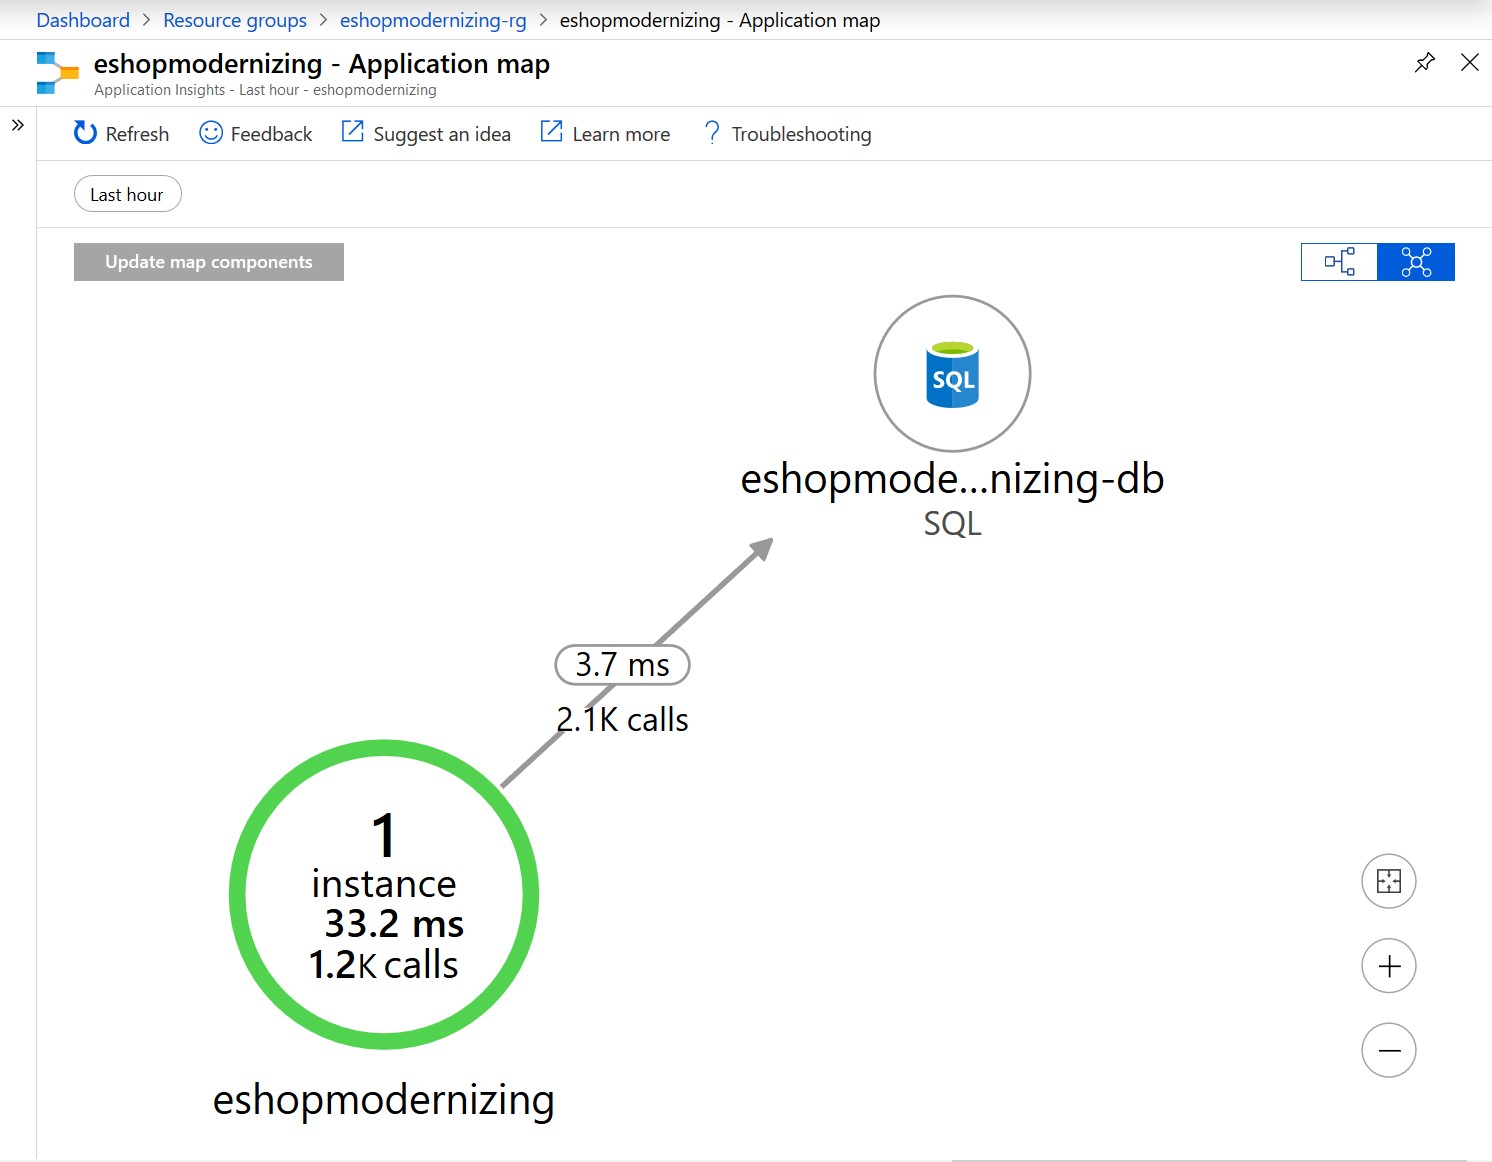 Dashboard > Resource groups > eshopmodernizing-rg > eshopmodernizing - Application map
eshopmodernizing - Application map
Application Insights - Last hour - eshopmodernizing
Refresh Feedback Suggest an idea Learn more ? Troubleshooting
Last hour
Update map components
SQL
eshopmode...nizing-db
SQL
3.7 ms
2.1K calls
1
instance
33.2 ms
1.2K calls
eshopmodernizing